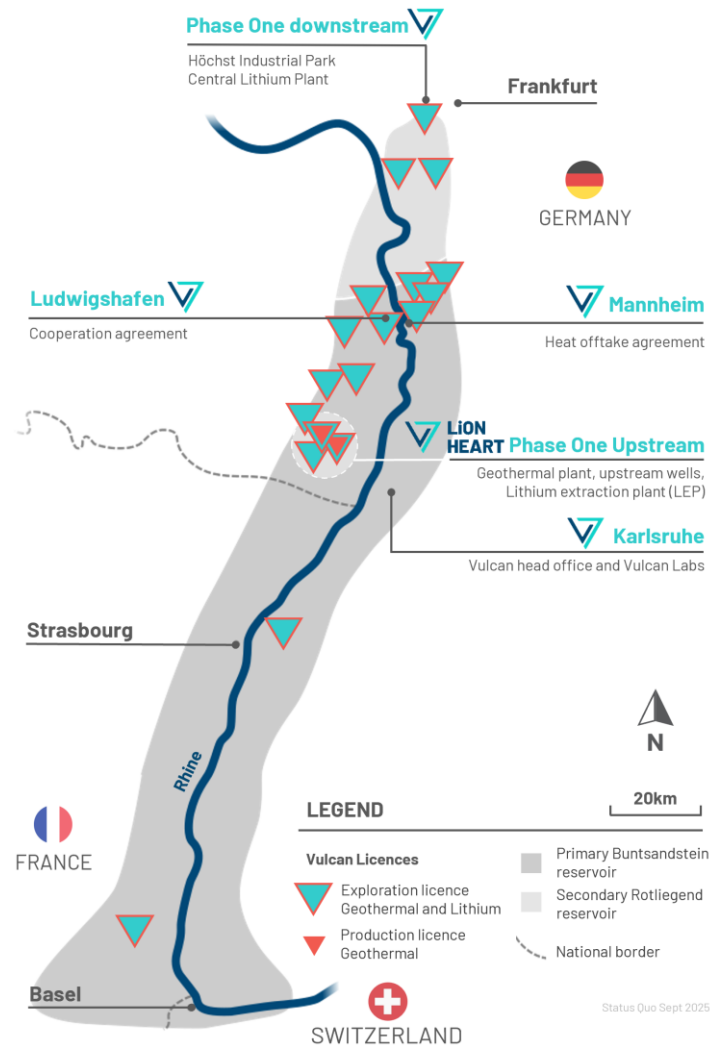 Phase One downstream
Höchst Industrial Park
Central Lithium Plant
Frankfurt
GERMANY
Ludwigshafen
Cooperation agreement
Mannheim
Heat offtake agreement
LiON
HEART Phase One Upstream
Geothermal plant, upstream wells,
Lithium extraction plant (LEP)
Karlsruhe
Vulcan head office and Vulcan Labs
Strasbourg
N
Rhine
20km
LEGEND
FRANCE
Vulcan Licences
Exploration licence
Geothermal and Lithium
Production licence
Geothermal
Primary Buntsandstein
reservoir
Secondary Rotliegend
reservoir
National border
Basel
Status Quo Sept 2025
SWITZERLAND